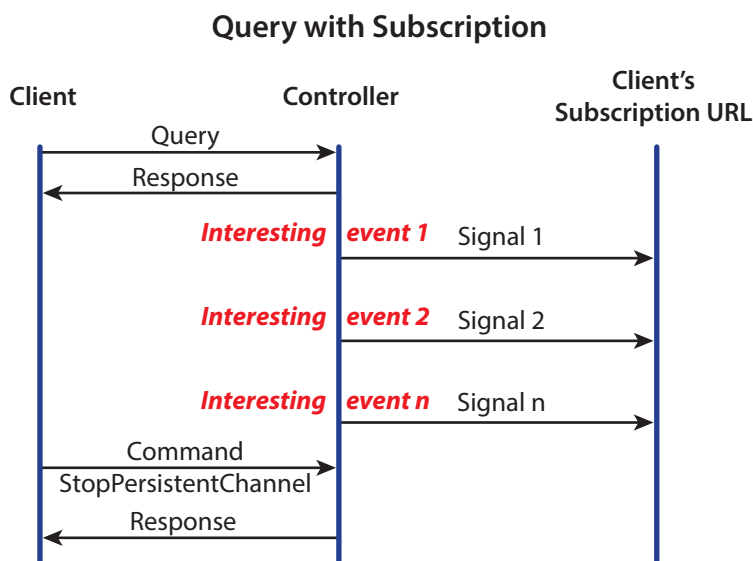 Query with Subscription
Client
Controller
Client's
Subscription URL
Query
Response
Interesting event 1 Signal 1
Interesting event 2 Signal 2
Interesting event n Signal n
Command
StopPersistentChannel
Response